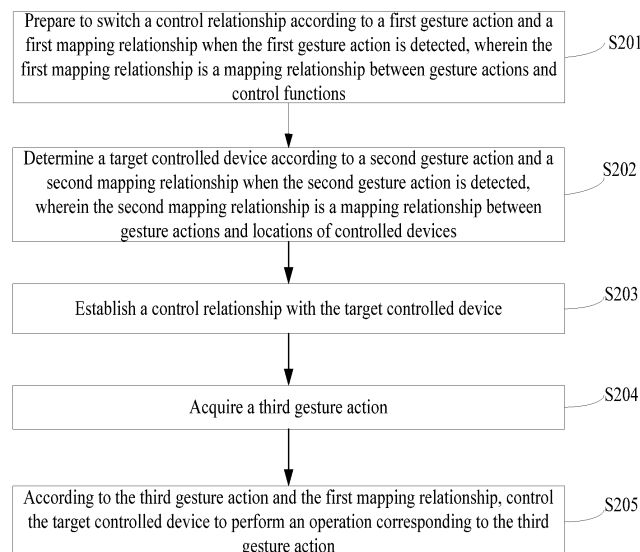 Prepare to switch a control relationship according to a first gesture action and a
first mapping relationship when the first gesture action is detected, wherein the
first mapping relationship is a mapping relationship between gesture actions and
control functions
S201
Determine a target controlled device according to a second gesture action and a
second mapping relationship when the second gesture action is detected,
wherein the second mapping relationship is a mapping relationship between
gesture actions and locations of controlled devices
S202
Establish a control relationship with the target controlled device
S203
Acquire a third gesture action
S204
According to the third gesture action and the first mapping relationship, control
the target controlled device to perform an operation corresponding to the third
gesture action
S205